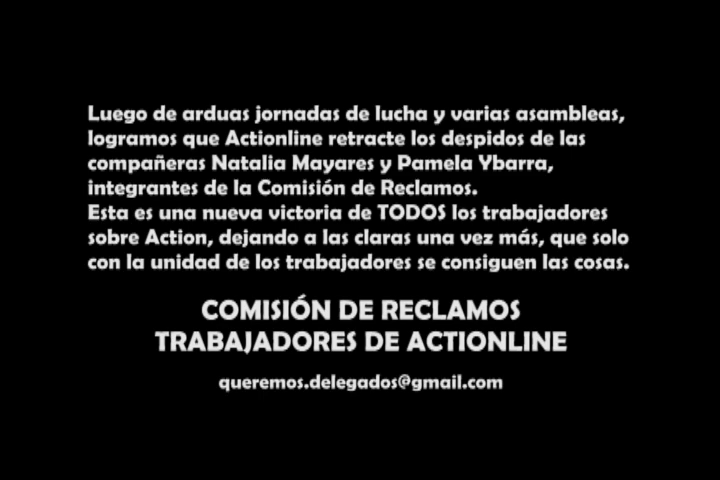 Luego de arduas jornadas de lucha y varias asambleas,
logramos que Actionline retracte los despidos de las
compañeras Natalia Mayares y Pamela Ybarra,
integrantes de la Comisión de Reclamos.
Esta es una nueva victoria de TODOS los trabajadores
sobre Action, dejando a las claras una vez más, que solo
con la unidad de los trabajadores se consiguen las cosas.
COMISIÓN DE RECLAMOS
TRABAJADORES DE ACTIONLINE
queremos.delegados@gmail.com